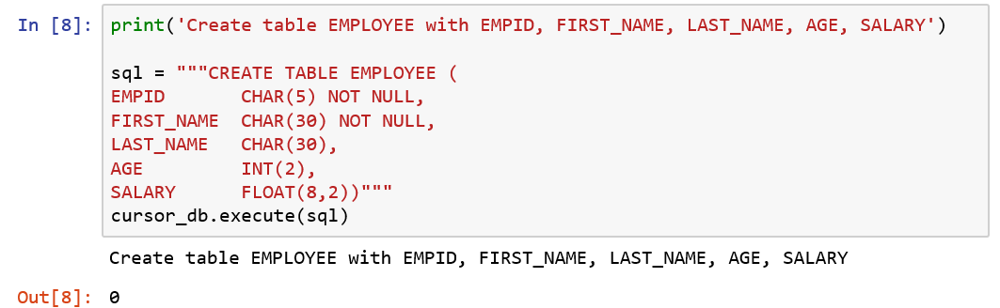 In [8]: print('Create table EMPLOYEE with EMPID, FIRST_NAME, LAST_NAME, AGE, SALARY')
sql = """CREATE TABLE EMPLOYEE (
EMPID       CHAR(5) NOT NULL,
FIRST_NAME  CHAR(30) NOT NULL,
LAST_NAME   CHAR(30),
AGE         INT(2),
SALARY      FLOAT(8,2))"""
cursor_db.execute(sql)
Create table EMPLOYEE with EMPID, FIRST_NAME, LAST_NAME, AGE, SALARY
Out[8]: 0